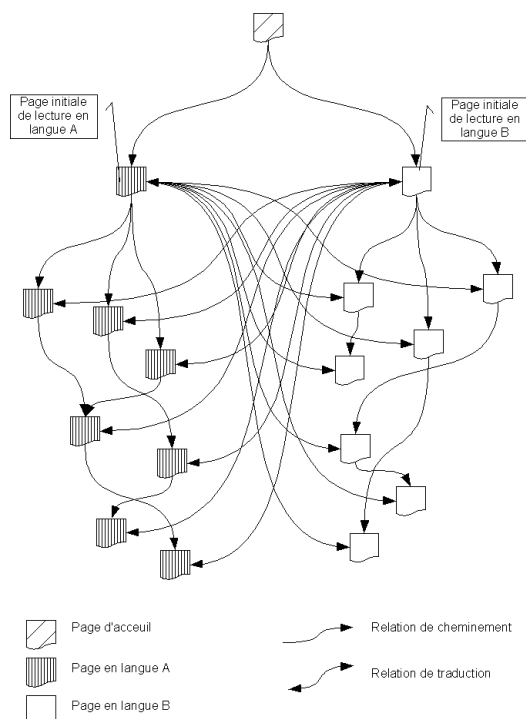 Page initiale
de lecture en
langue A
Page initiale
de lecture en
langue B
Page d'acceuil
Page en langue A
Page en langue B
Relation de cheminement
Relation de traduction